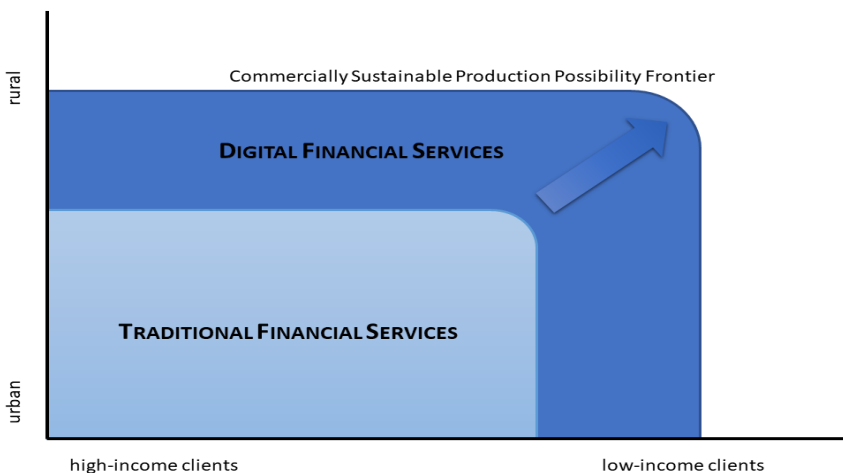 rural
Commercially Sustainable Production Possibility Frontier
DIGITAL FINANCIAL SERVICES
TRADITIONAL FINANCIAL SERVICES
urban
high-income clients
low-income clients